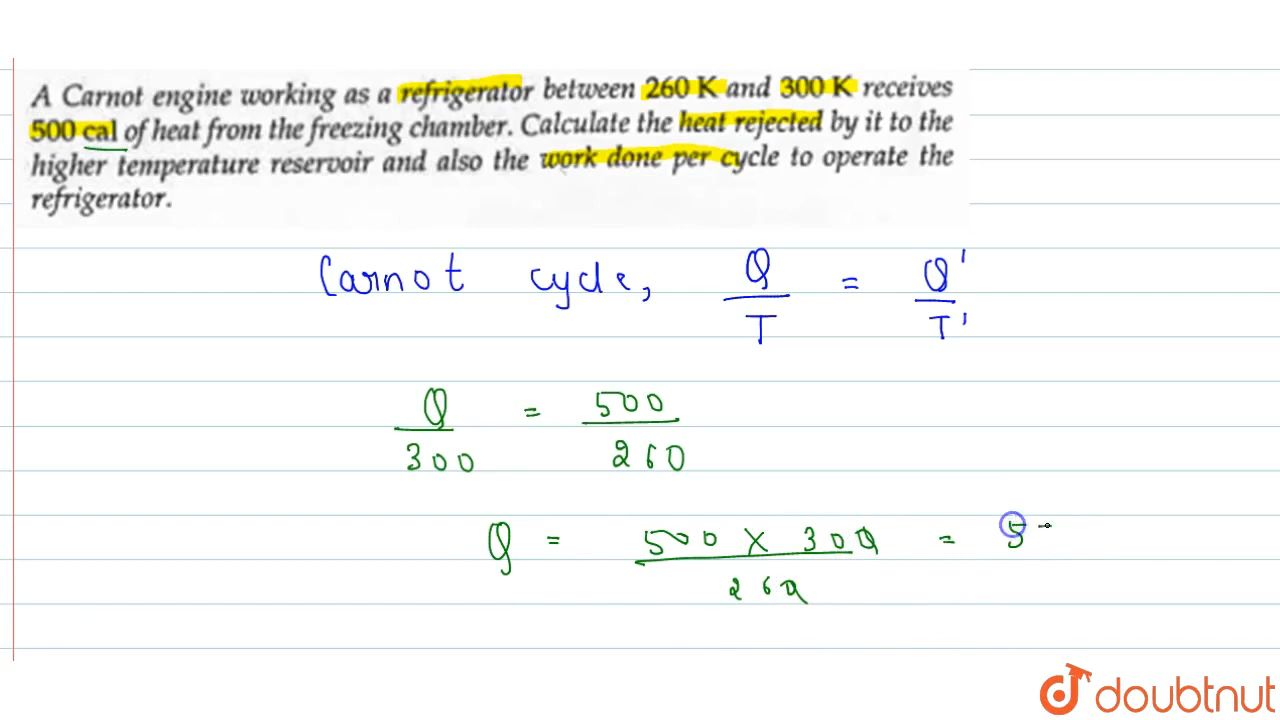 A Carnot engine working as a refrigerator between 260 K and 300 K receives
500 cal of heat from the freezing chamber. Calculate the heat rejected by it to the
higher temperature reservoir and also the work done per cycle to operate the
refrigerator.
Carnot cycle, Q/T = Q'/T'
Q/300 = 500/260
Q = 500 X 300/260 = 5
doubtnut